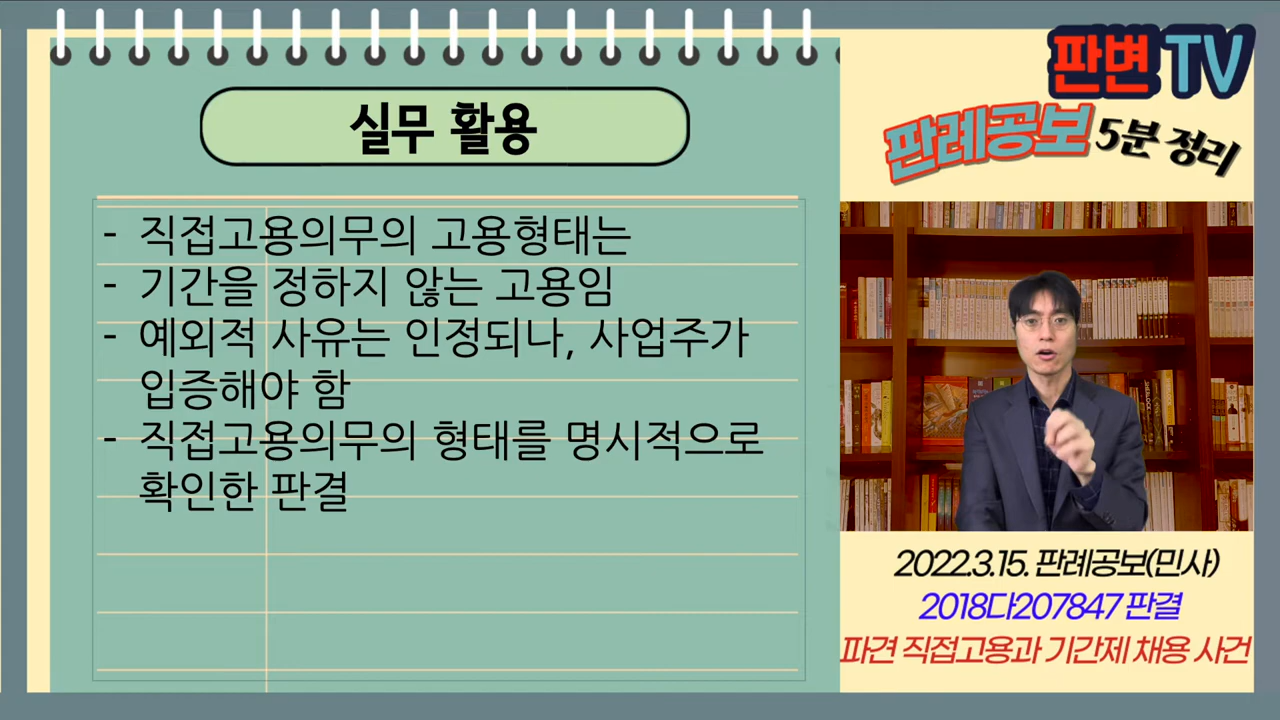 판변 TV
판례공보 5분 정리
실무 활용
- 직접고용의무의 고용형태는
- 기간을 정하지 않는 고용임
- 예외적 사유는 인정되나, 사업주가
입증해야 함
- 직접고용의무의 형태를 명시적으로
확인한 판결
2022.3.15. 판례공보(민사)
2018다207847 판결
파견 직접고용과 기간제 채용 사건